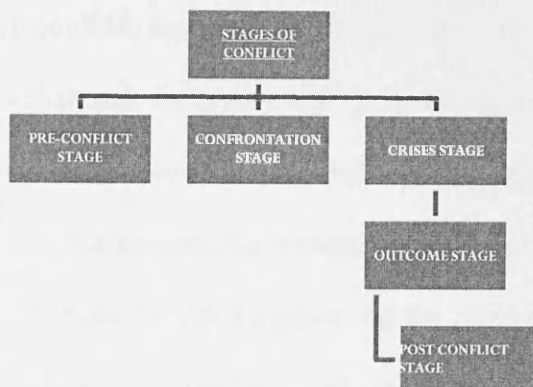 STAGES OF
CONFLICT
PRE-CONFLICT
STAGE
CONFRONTATION
STAGE
CRISES STAGE
OUTCOME STAGE
POST CONFLICT
STAGE